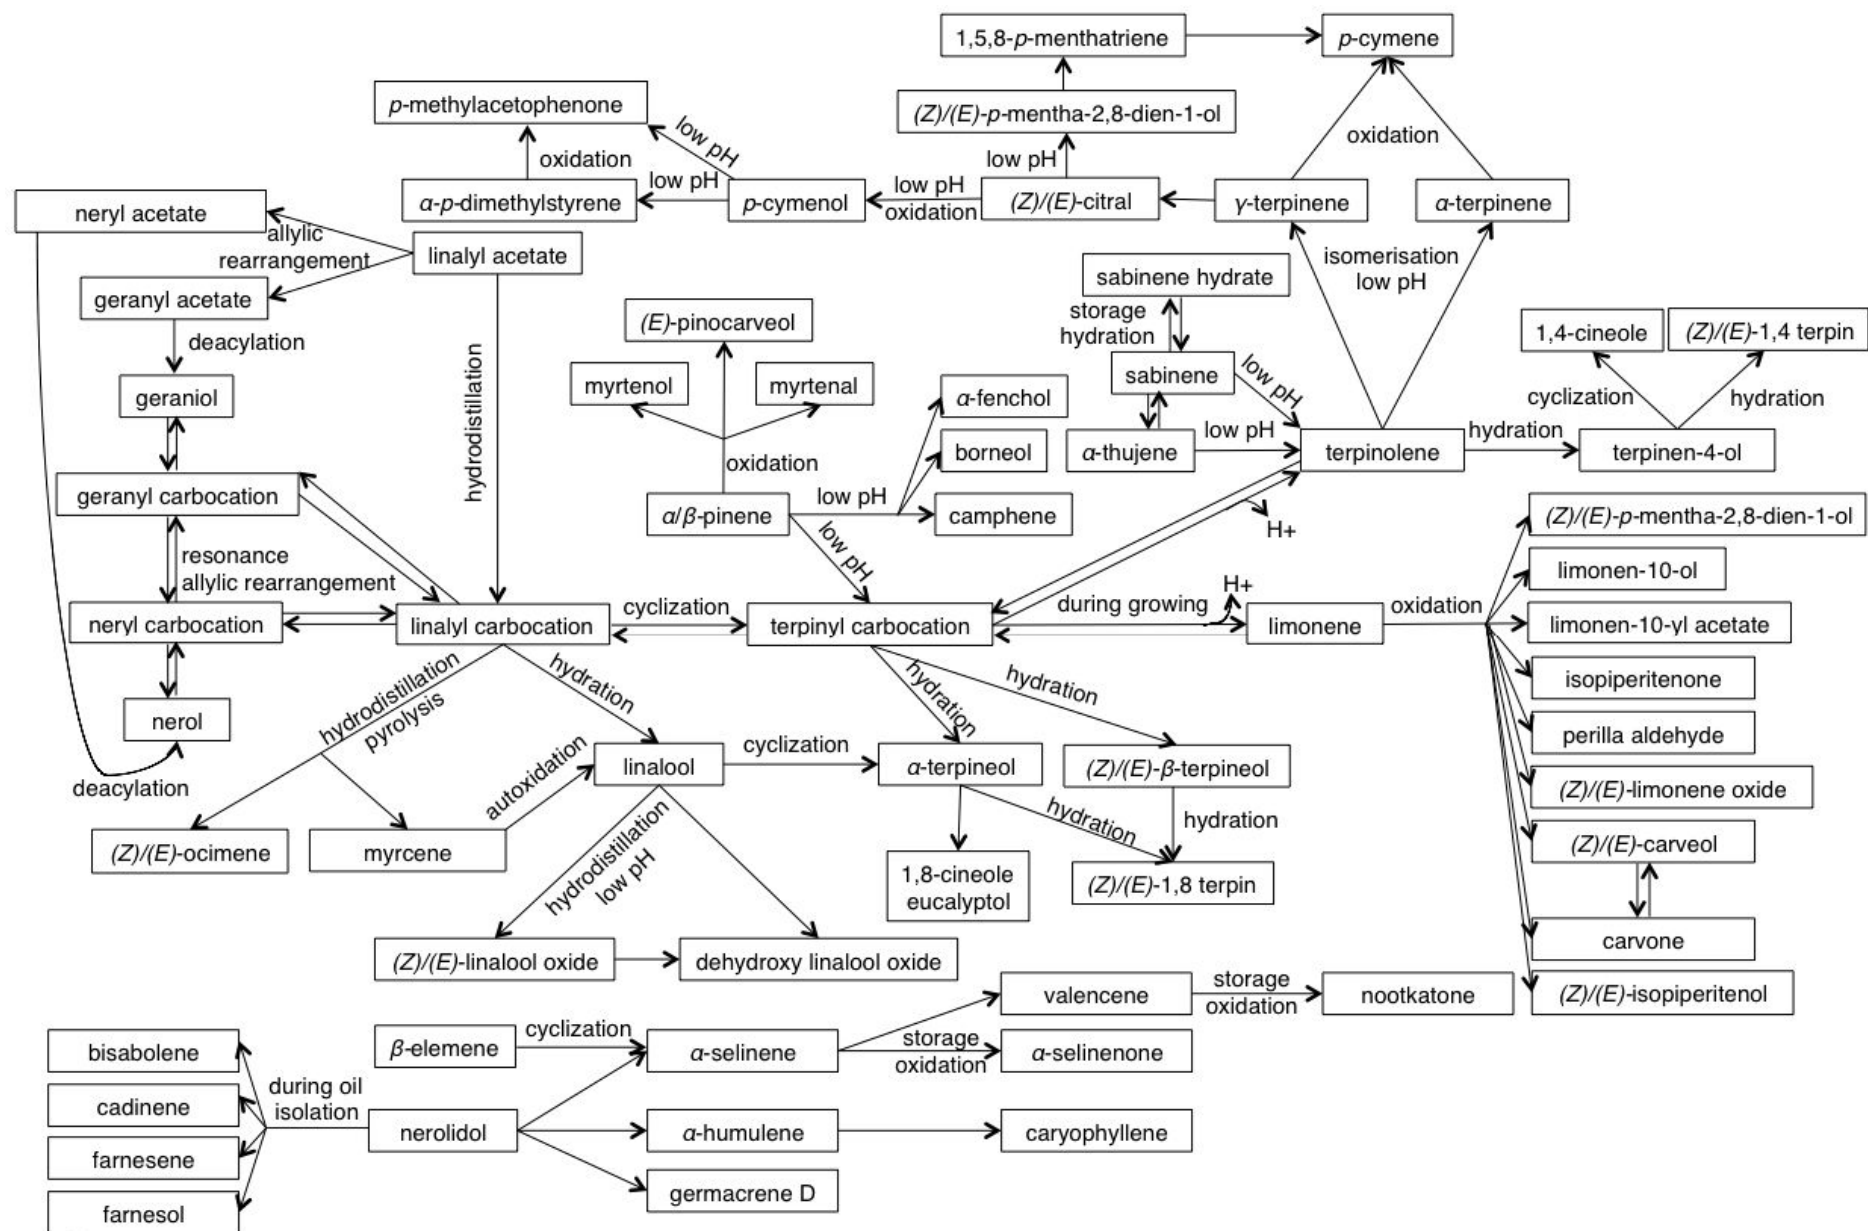 1,5,8-p-menthatriene
p-cymene
p-methylacetophenone
(Z)/(E)-p-mentha-2,8-dien-1-ol
low pH
oxidation
oxidation
low pH
low pH
low pH
oxidation
neryl acetate
α-p-dimethylstyrene
p-cymenol
(Z)/(E)-citral
γ-terpinene
α-terpinene
allylic
rearrangement
linalyl acetate
isomerisation
low pH
geranyl acetate
sabinene hydrate
deacylation
(E)-pinocarveol
storage
hydration
1,4-cineole
(Z)/(E)-1,4 terpin
geraniol
hydrodistillation
myrtenol
myrtenal
α-fenchol
sabinene
low pH
cyclization
hydration
oxidation
borneol
α-thujene
low pH
terpinolene
hydration
terpinen-4-ol
geranyl carbocation
α/β-pinene
low pH
camphene
H+
(Z)/(E)-p-mentha-2,8-dien-1-ol
low pH
resonance
allylic rearrangement
limonen-10-ol
neryl carbocation
linalyl carbocation
cyclization
terpinyl carbocation
during growing
H+
limonene
oxidation
limonen-10-yl acetate
hydrodistillation
pyrolysis
hydration
hydration
hydration
isopiperitenone
nerol
perilla aldehyde
deacylation
autoxidation
linalool
cyclization
α-terpineol
(Z)/(E)-β-terpineol
(Z)/(E)-limonene oxide
(Z)/(E)-ocimene
myrcene
hydrodistillation
low pH
hydration
hydration
(Z)/(E)-carveol
1,8-cineole
eucalyptol
(Z)/(E)-1,8 terpin
carvone
(Z)/(E)-linalool oxide
dehydroxy linalool oxide
valencene
storage
oxidation
nootkatone
(Z)/(E)-isopiperitenol
bisabolene
β-elemene
cyclization
α-selinene
storage
oxidation
α-selinenone
cadinene
during oil
isolation
nerolidol
α-humulene
caryophyllene
farnesene
germacrene D
farnesol